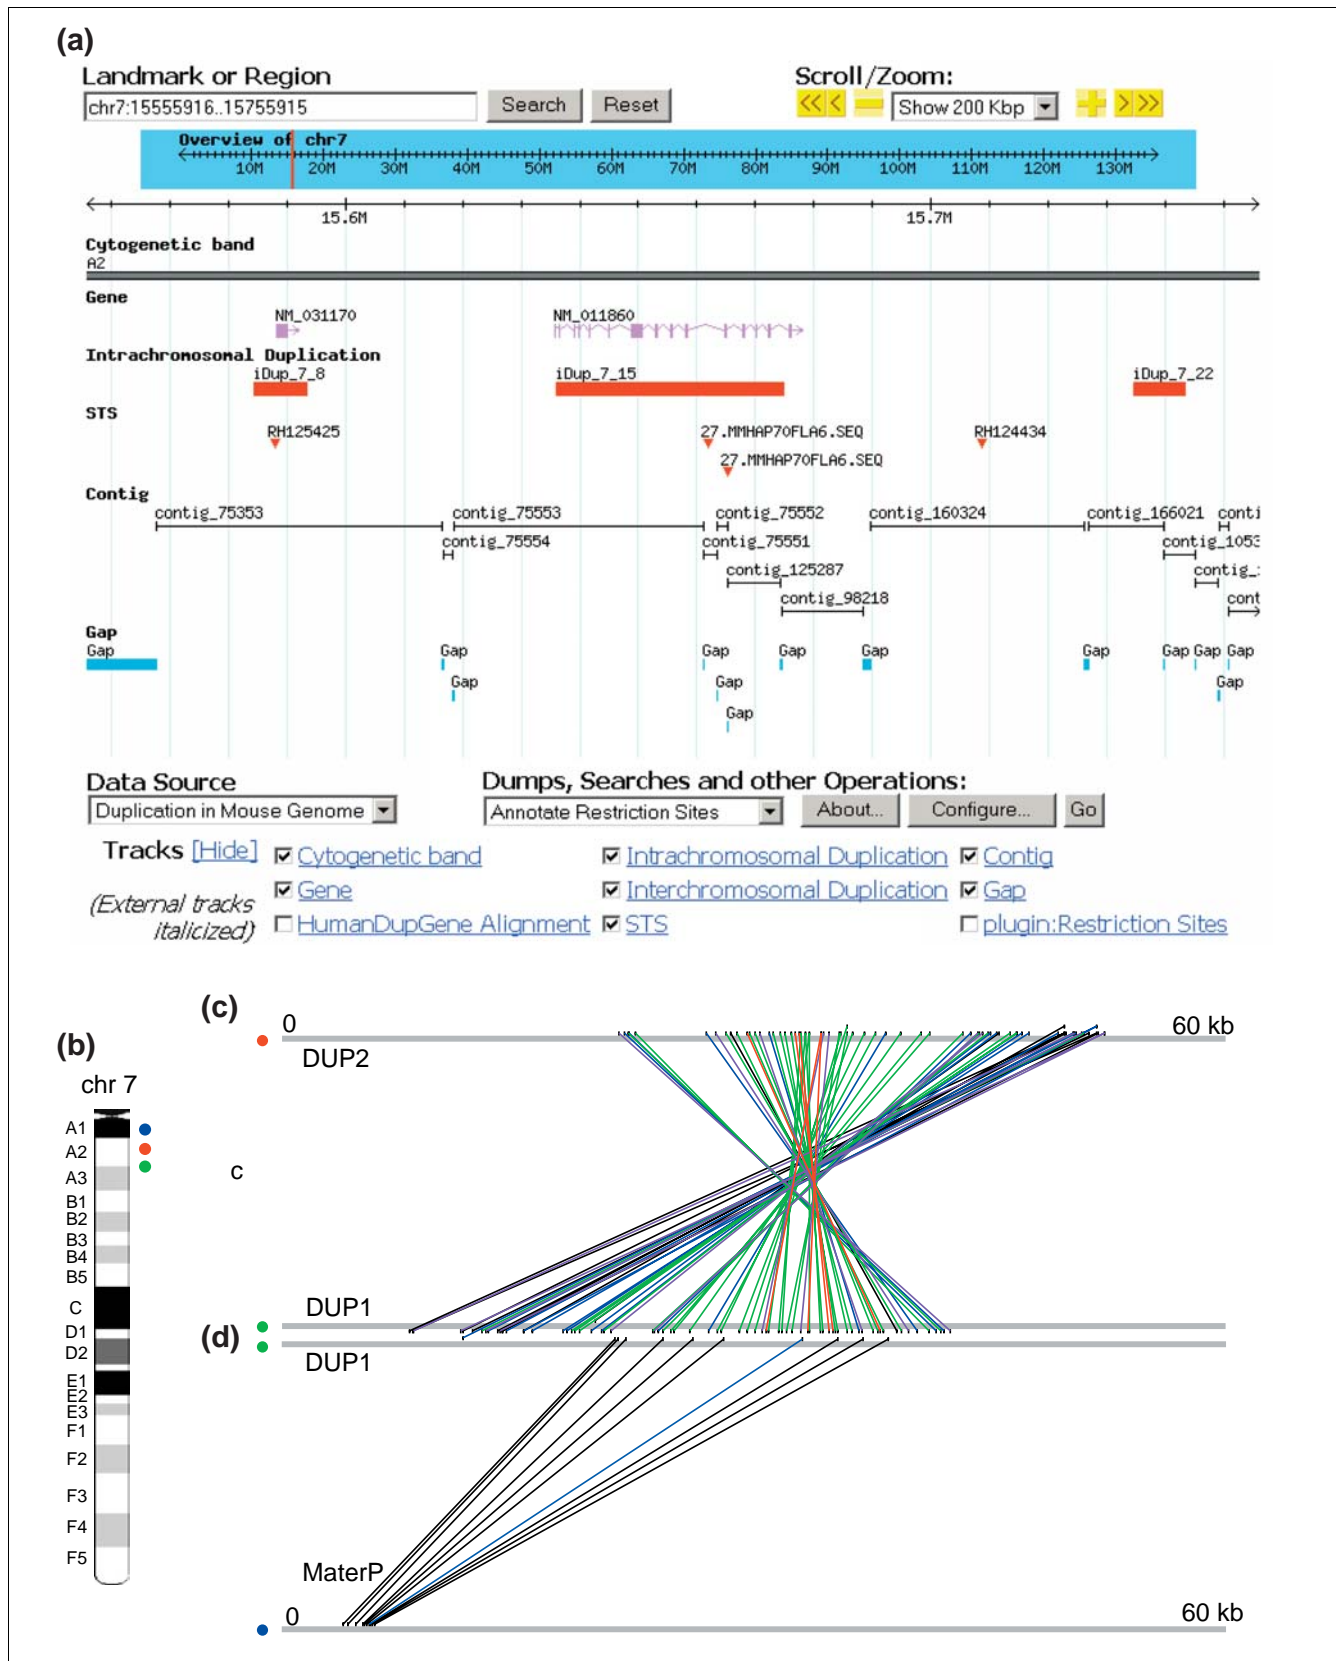 (a)
Landmark or Region
Scroll/Zoom:
chr7:15555916..15755915
Search
Reset
<< <
Show 200 Kbp
> >>
Overview of chr7
10M 20M 30M 40M 50M 60M 70M 80M 90M 100M 110M 120M 130M
15.6M 15.7M
Cytogenetic band
A2
Gene
NM_031170 NM_011860
Intrachromosomal Duplication
iDup_7_8 iDup_7_15 iDup_7_22
STS
RH125425 27.MMHAP70FLA6.SEQ RH124434
27.MMHAP70FLA6.SEQ
Contig
contig_75353 contig_75553 contig_75552 contig_160324 contig_166021 conti
contig_75554 contig_75551 contig_105
contig_125287 contig_
contig_98218 cont
Gap
Gap Gap Gap Gap Gap Gap Gap Gap Gap
Gap Gap Gap
Gap
Data Source
Dumps, Searches and other Operations:
Duplication in Mouse Genome
Annotate Restriction Sites
About...
Configure...
Go
Tracks [Hide] Cytogenetic band Intrachromosomal Duplication Contig
Gene Interchromosomal Duplication Gap
(External tracks
italicized)
HumanDupGene Alignment STS plugin:Restriction Sites
(b)
chr 7
A1
A2
A3
B1
B2
B3
B4
B5
C
D1
D2
E1
E2
E3
F1
F2
F3
F4
F5
(c)
0 60 kb
DUP2
c
DUP1
(d)
DUP1
MaterP
0 60 kb